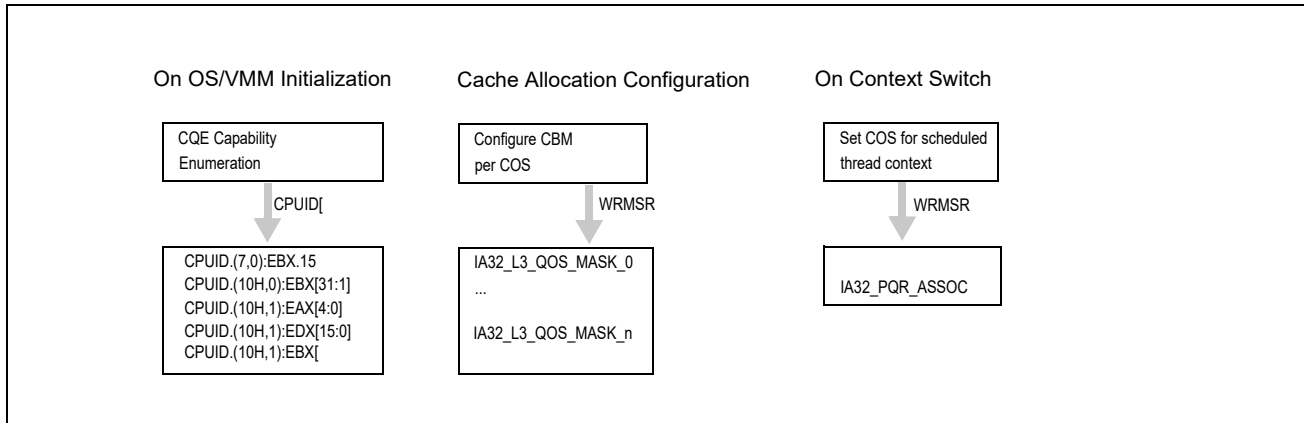 On OS/VMM Initialization
CQE Capability
Enumeration
CPUID[
CPUID.(7,0):EBX.15
CPUID.(10H,0):EBX[31:1]
CPUID.(10H,1):EAX[4:0]
CPUID.(10H,1):EDX[15:0]
CPUID.(10H,1):EBX[
Cache Allocation Configuration
Configure CBM
per COS
WRMSR
IA32_L3_QOS_MASK_0
...
IA32_L3_QOS_MASK_n
On Context Switch
Set COS for scheduled
thread context
WRMSR
IA32_PQR_ASSOC